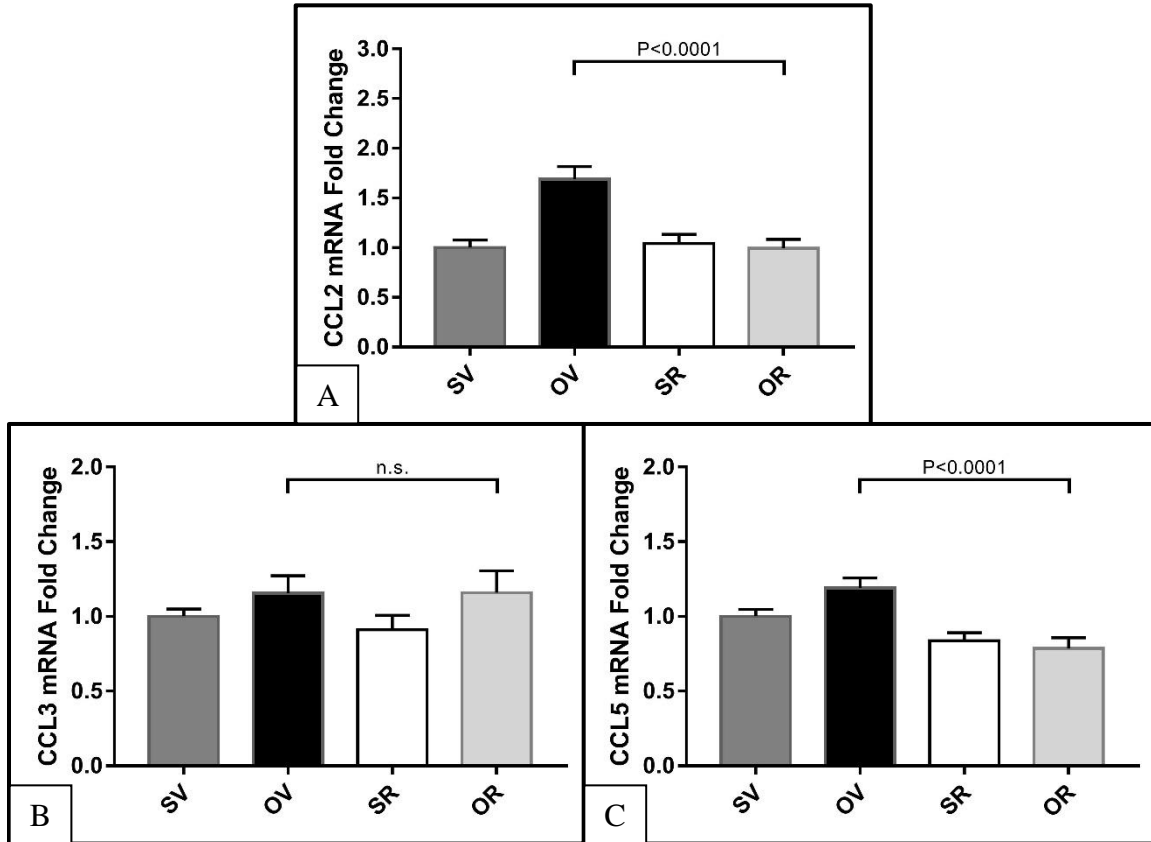 P<0.0001
CCL2 mRNA Fold Change
3.0
2.5
2.0
1.5
1.0
0.5
0.0
SV OV SR OR
A
n.s.
CCL3 mRNA Fold Change
2.0
1.5
1.0
0.5
0.0
SV OV SR OR
B
P<0.0001
CCL5 mRNA Fold Change
2.0
1.5
1.0
0.5
0.0
SV OV SR OR
C